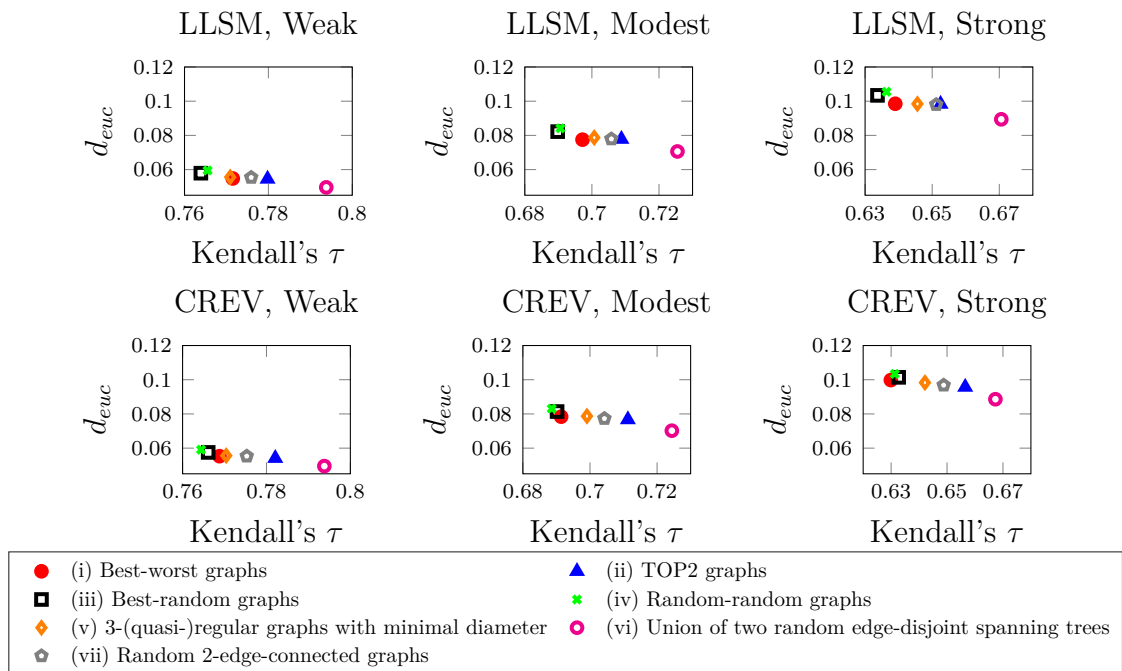 LLSM, Weak
LLSM, Modest
LLSM, Strong
0.12
0.1
0.08
0.06
d_euc
0.76
0.78
0.8
Kendall's τ
0.12
0.1
0.08
0.06
d_euc
0.68
0.7
0.72
Kendall's τ
0.12
0.1
0.08
0.06
d_euc
0.63
0.65
0.67
Kendall's τ
CREV, Weak
CREV, Modest
CREV, Strong
0.12
0.1
0.08
0.06
d_euc
0.76
0.78
0.8
Kendall's τ
0.12
0.1
0.08
0.06
d_euc
0.68
0.7
0.72
Kendall's τ
0.12
0.1
0.08
0.06
d_euc
0.63
0.65
0.67
Kendall's τ
(i) Best-worst graphs
(ii) TOP2 graphs
(iii) Best-random graphs
(iv) Random-random graphs
(v) 3-(quasi-)regular graphs with minimal diameter
(vi) Union of two random edge-disjoint spanning trees
(vii) Random 2-edge-connected graphs